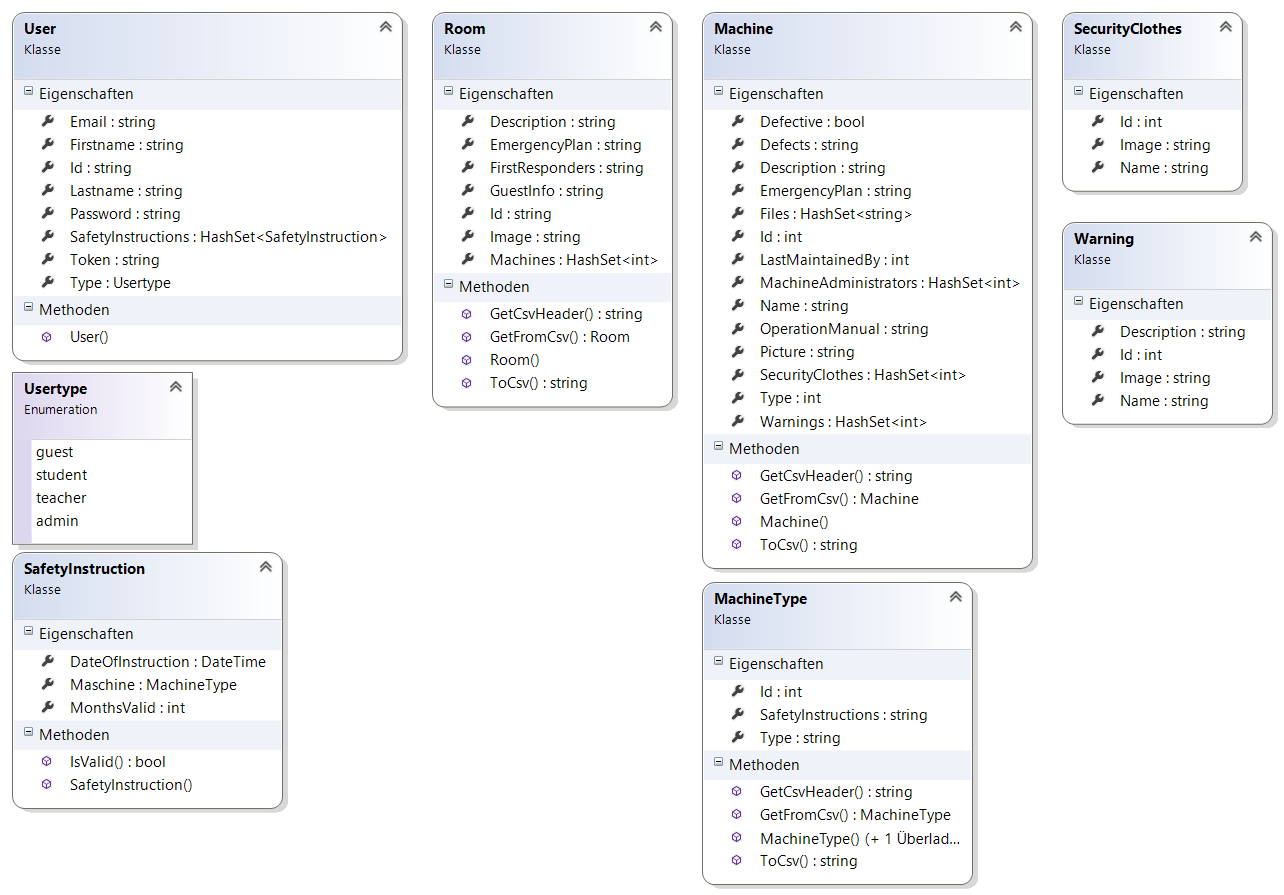 User
Klasse
Eigenschaften
Email : string
Firstname : string
Id : string
Lastname : string
Password : string
SafetyInstructions : HashSet<SafetyInstruction>
Token : string
Type : Usertype
Methoden
User()
Usertype
Enumeration
guest
student
teacher
admin
SafetyInstruction
Klasse
Eigenschaften
DateOfInstruction : DateTime
Maschine : MachineType
MonthsValid : int
Methoden
IsValid() : bool
SafetyInstruction()
Room
Klasse
Eigenschaften
Description : string
EmergencyPlan : string
FirstResponders : string
GuestInfo : string
Id : string
Image : string
Machines : HashSet<int>
Methoden
GetCsvHeader() : string
GetFromCsv() : Room
Room()
ToCsv() : string
Machine
Klasse
Eigenschaften
Defective : bool
Defects : string
Description : string
EmergencyPlan : string
Files : HashSet<string>
Id : int
LastMaintainedBy : int
MachineAdministrators : HashSet<int>
Name : string
OperationManual : string
Picture : string
SecurityClothes : HashSet<int>
Type : int
Warnings : HashSet<int>
Methoden
GetCsvHeader() : string
GetFromCsv() : Machine
Machine()
ToCsv() : string
MachineType
Klasse
Eigenschaften
Id : int
SafetyInstructions : string
Type : string
Methoden
GetCsvHeader() : string
GetFromCsv() : MachineType
MachineType() (+ 1 Überlad...
ToCsv() : string
SecurityClothes
Klasse
Eigenschaften
Id : int
Image : string
Name : string
Warning
Klasse
Eigenschaften
Description : string
Id : int
Image : string
Name : string